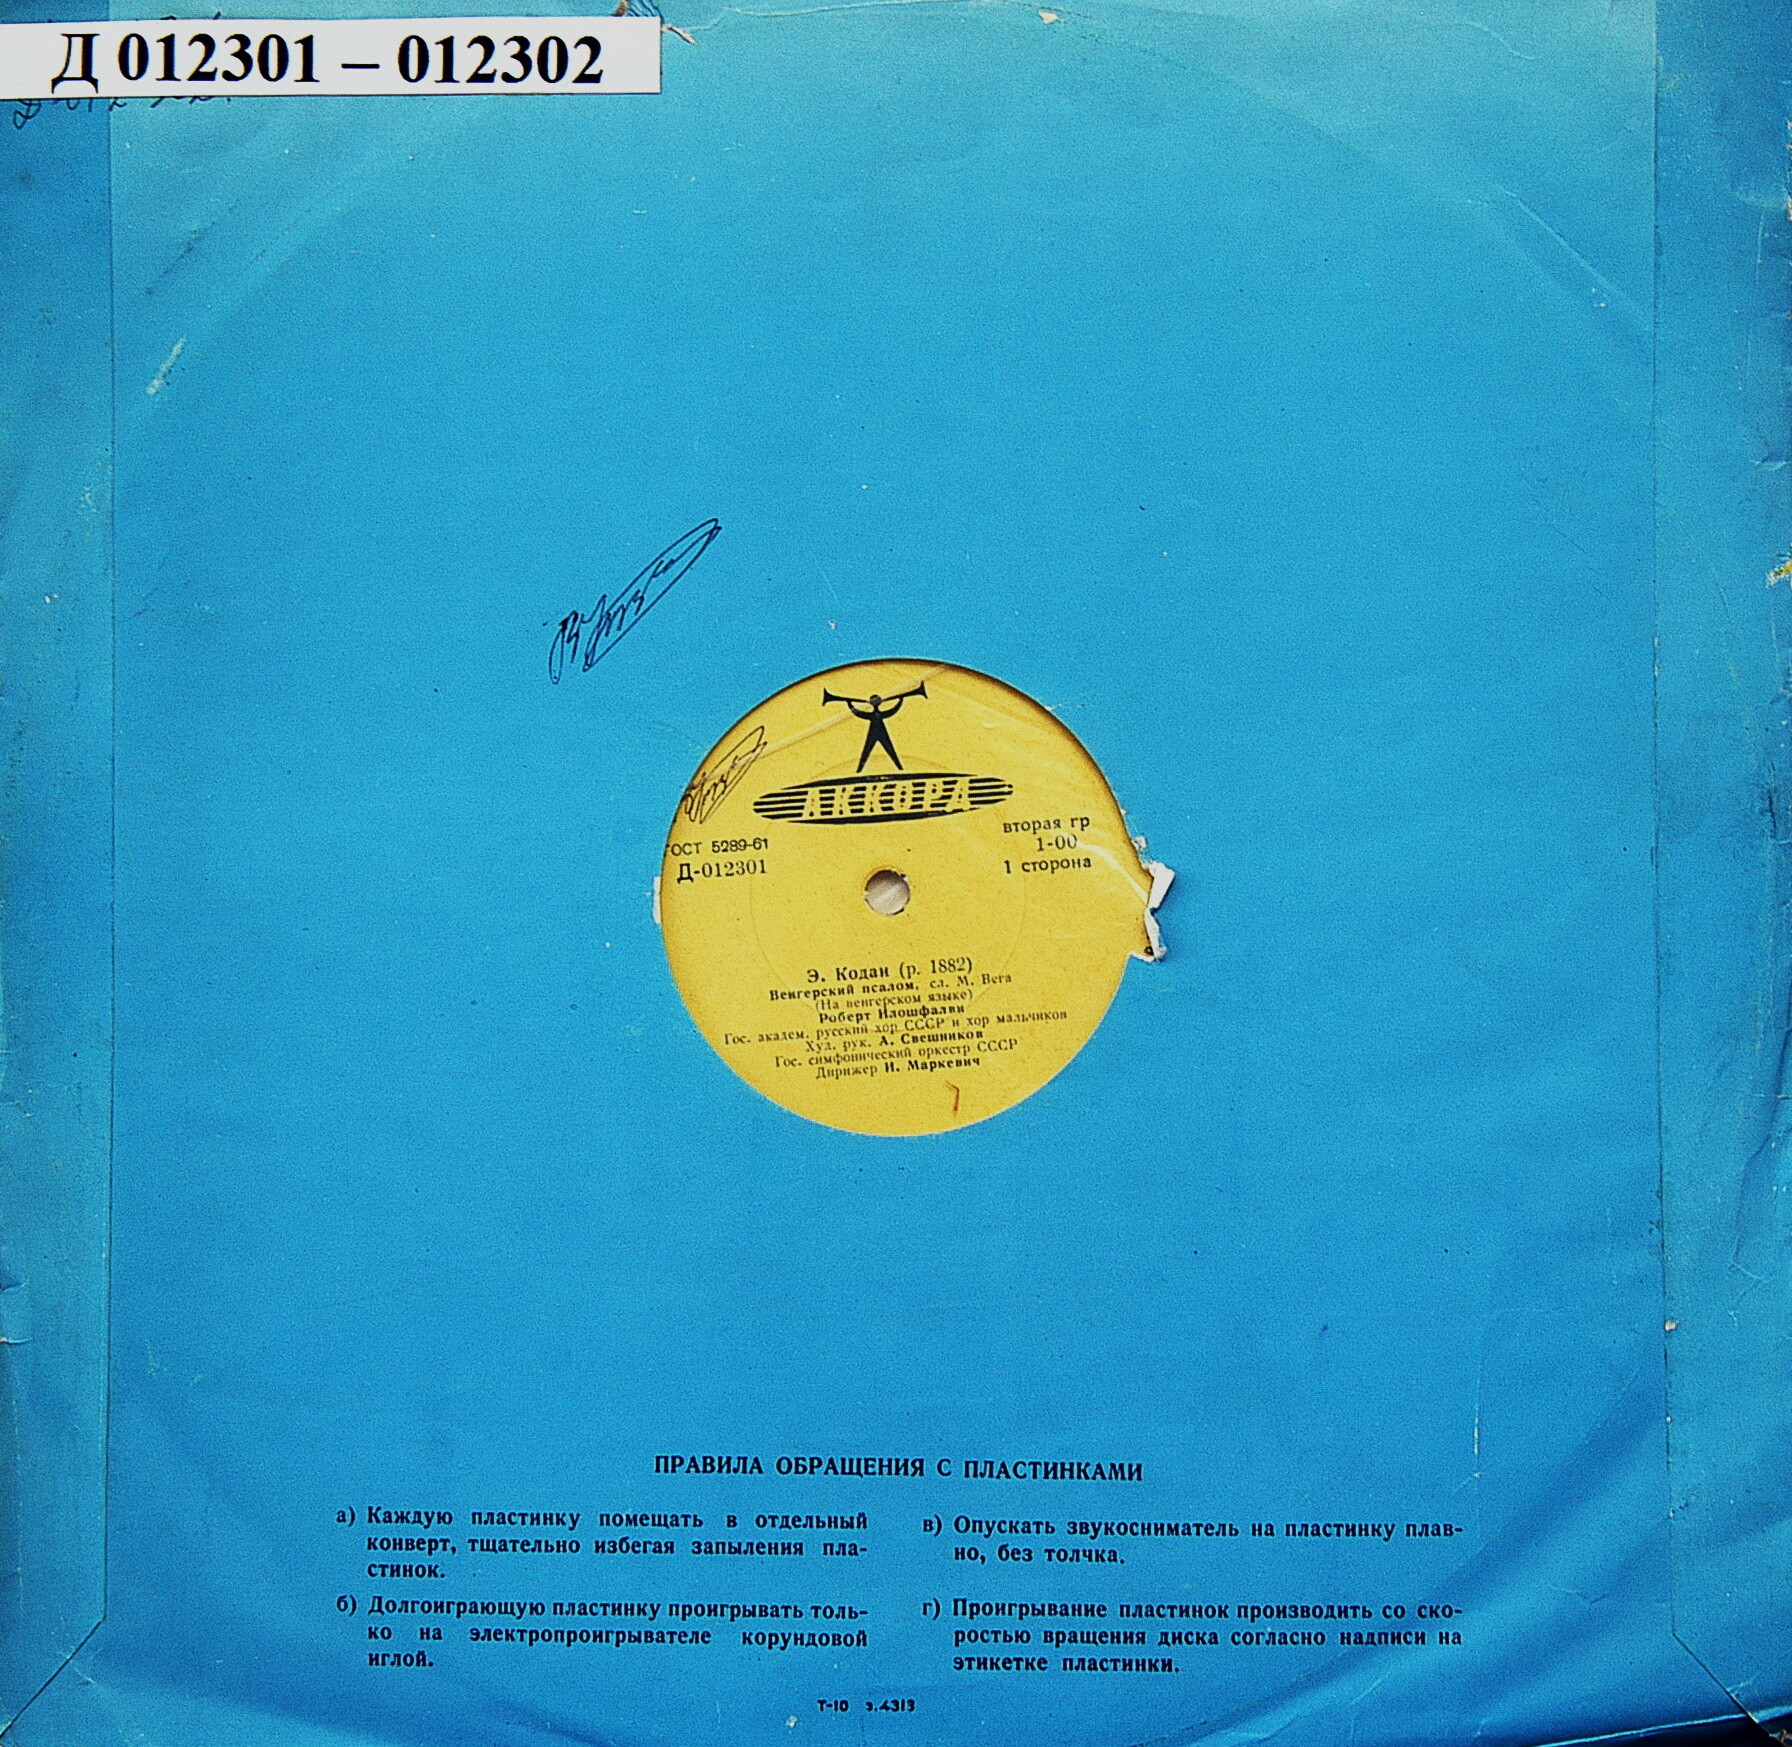 Д 012301 – 012302
АККОРД
ГОСТ 5289-61
Д-012301
вторая гр
1-00
1 сторона
Э. Кодаи (р. 1882)
Венгерский псалом, сл. М. Вега
(На венгерском языке)
Роберт Илошфалви
Гос. академ. русский хор СССР и хор мальчиков
Худ. рук. А. Свешников
Гос. симфонический оркестр СССР
Дирижер И. Маркевич
ПРАВИЛА ОБРАЩЕНИЯ С ПЛАСТИНКАМИ
а) Каждую пластинку помещать в отдельный
конверт, тщательно избегая запыления пла-
стинок.
б) Долгоиграющую пластинку проигрывать толь-
ко на электропроигрывателе корундовой
иглой.
в) Опускать звукосниматель на пластинку плав-
но, без толчка.
г) Проигрывание пластинок производить со ско-
ростью вращения диска согласно надписи на
этикетке пластинки.
Т-10 з.4313